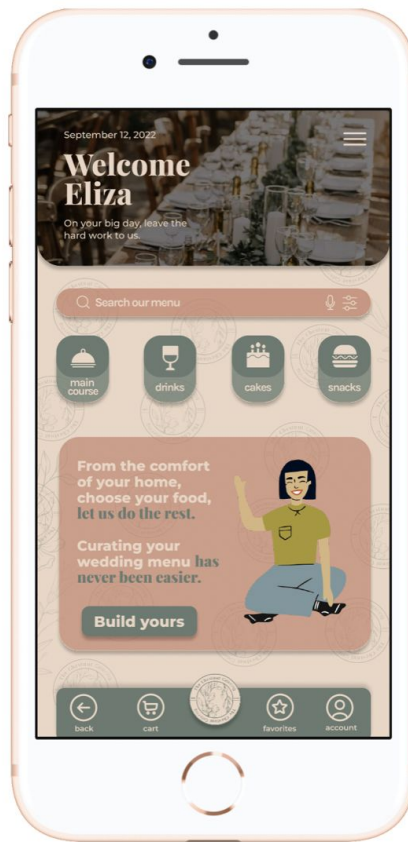 September 12, 2022
Welcome
Eliza
On your big day, leave the
hard work to us.
Search our menu
main
course
drinks
cakes
snacks
From the comfort
of your home,
choose your food,
let us do the rest.
Curating your
wedding menu has
never been easier.
Build yours
back
cart
favorites
account